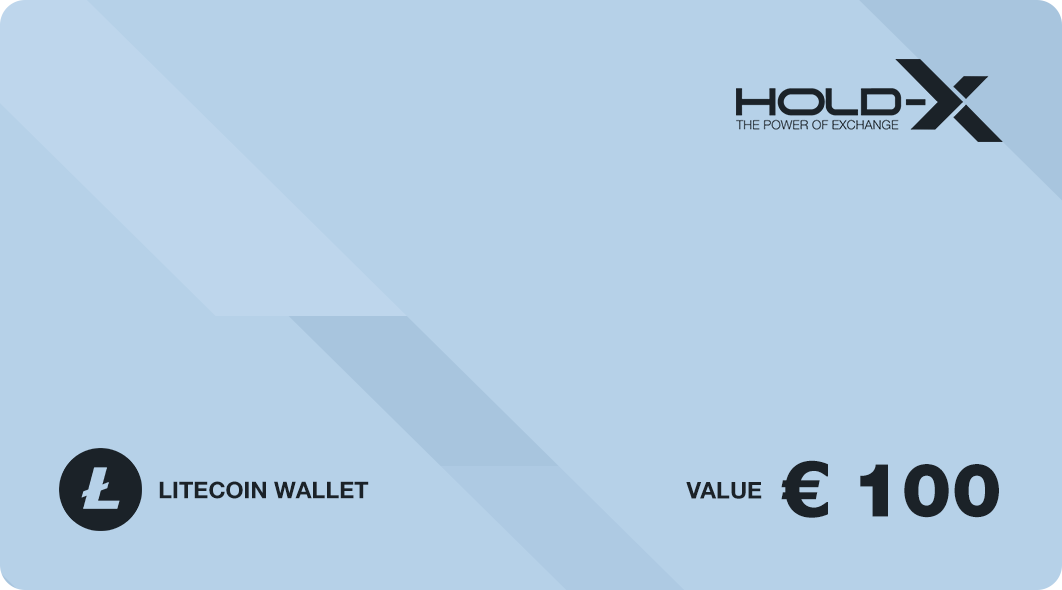 HOLD-X
THE POWER OF EXCHANGE
LITECOIN WALLET
VALUE € 100